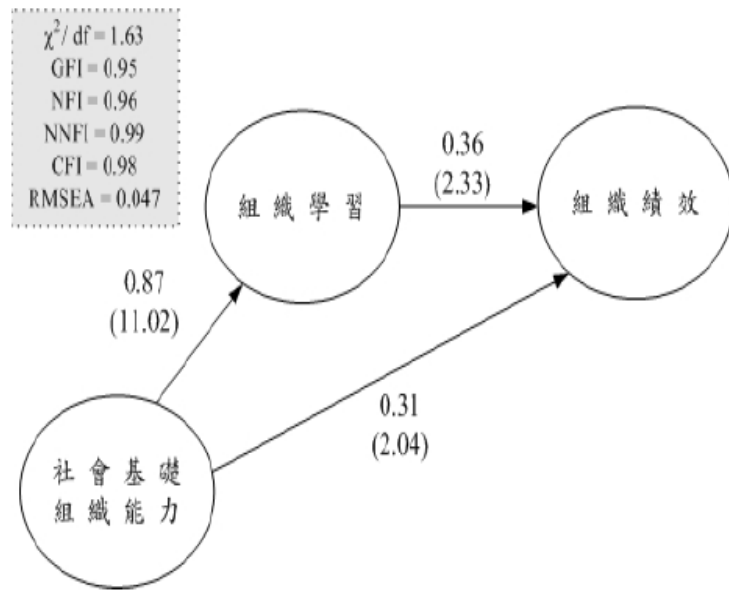 χ²/ df = 1.63
GFI = 0.95
NFI = 0.96
NNFI = 0.99
CFI = 0.98
RMSEA = 0.047
0.36
(2.33)
組織學習
組織績效
0.87
(11.02)
0.31
(2.04)
社會基礎
組織能力